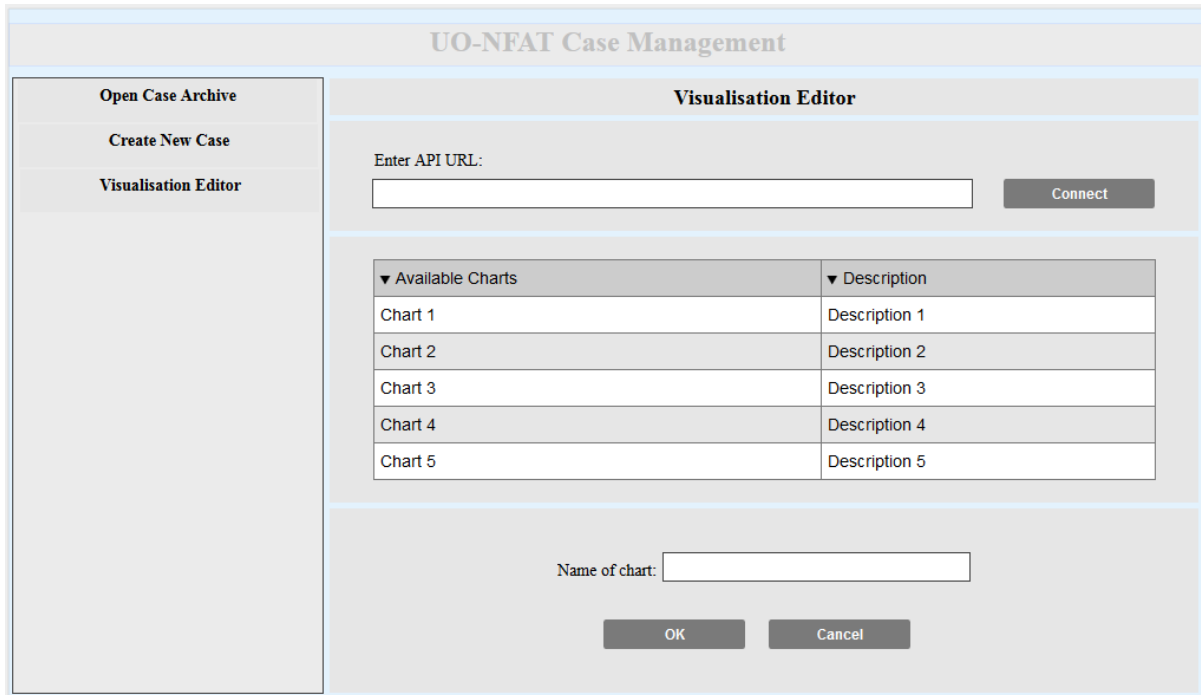 UO-NFAT Case Management
Open Case Archive
Create New Case
Visualisation Editor
Visualisation Editor
Enter API URL:
Connect
▼ Available Charts ▼ Description
Chart 1 Description 1
Chart 2 Description 2
Chart 3 Description 3
Chart 4 Description 4
Chart 5 Description 5
Name of chart:
OK Cancel